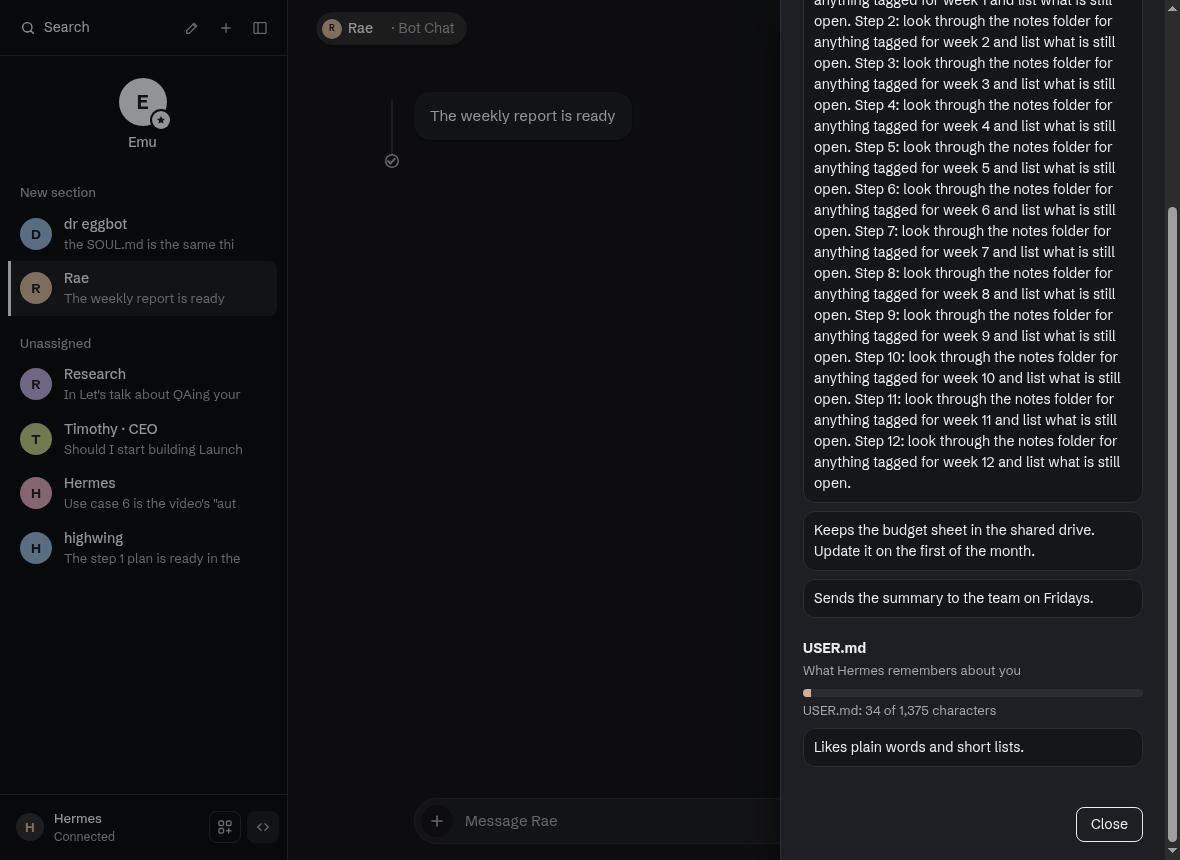 Search
E
Emu
New section
D
dr eggbot
the SOUL.md is the same thi
R
Rae
The weekly report is ready
Unassigned
R
Research
In Let's talk about QAing your
T
Timothy · CEO
Should I start building Launch
H
Hermes
Use case 6 is the video's "aut
D
highwing
The step 1 plan is ready in the
H
Hermes
Connected
R
Rae · Bot Chat
The weekly report is ready
Message Rae
anything tagged for week 1 and list what is still
open. Step 2: look through the notes folder for
anything tagged for week 2 and list what is still
open. Step 3: look through the notes folder for
anything tagged for week 3 and list what is still
open. Step 4: look through the notes folder for
anything tagged for week 4 and list what is still
open. Step 5: look through the notes folder for
anything tagged for week 5 and list what is still
open. Step 6: look through the notes folder for
anything tagged for week 6 and list what is still
open. Step 7: look through the notes folder for
anything tagged for week 7 and list what is still
open. Step 8: look through the notes folder for
anything tagged for week 8 and list what is still
open. Step 9: look through the notes folder for
anything tagged for week 9 and list what is still
open. Step 10: look through the notes folder for
anything tagged for week 10 and list what is still
open. Step 11: look through the notes folder for
anything tagged for week 11 and list what is still
open. Step 12: look through the notes folder for
anything tagged for week 12 and list what is still
open.
Keeps the budget sheet in the shared drive.
Update it on the first of the month.
Sends the summary to the team on Fridays.
USER.md
What Hermes remembers about you
USER.md: 34 of 1,375 characters
Likes plain words and short lists.
Close